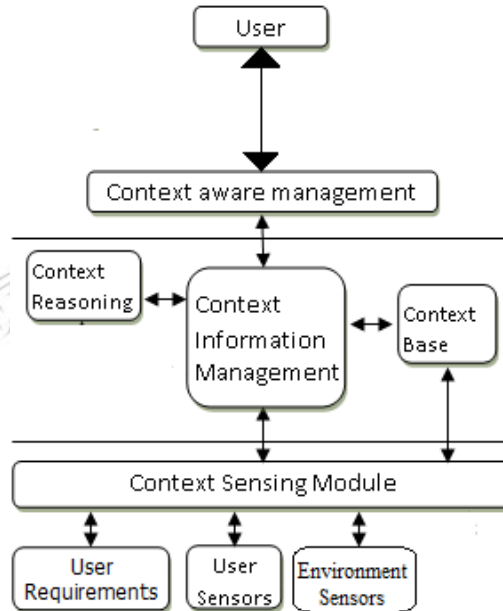 User
Context aware management
Context
Reasoning
Context
Information
Management
Context
Base
Context Sensing Module
User
Requirements
User
Sensors
Environment
Sensors